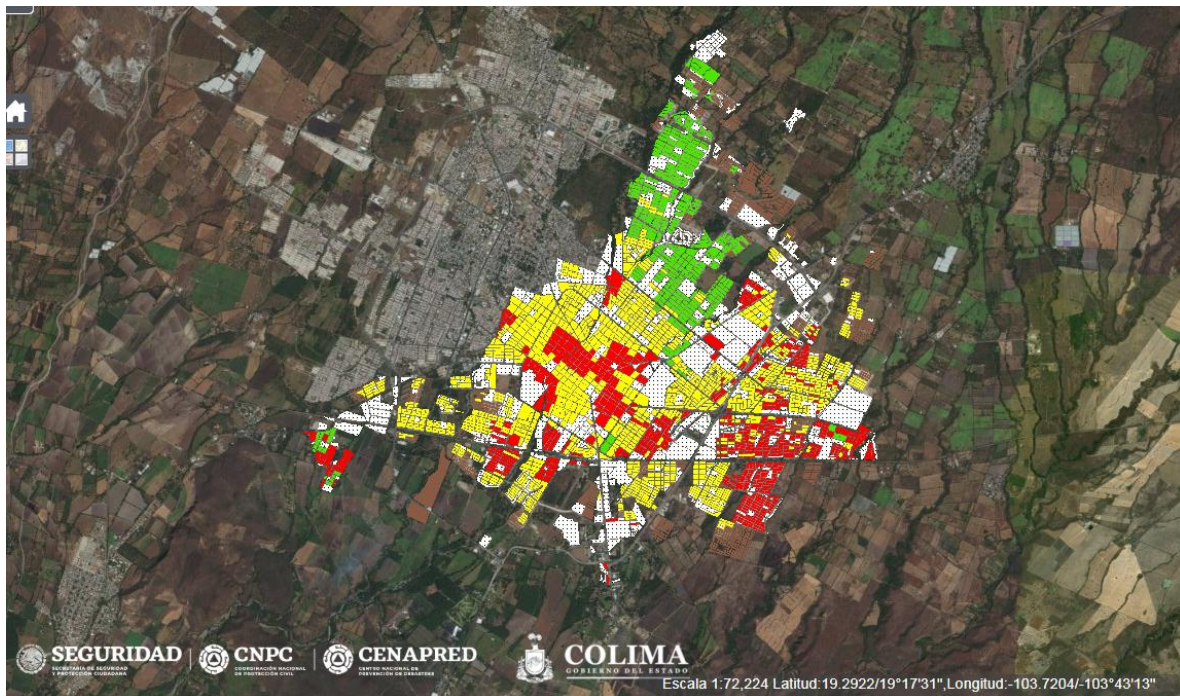 SEGURIDAD
SECRETARÍA DE SEGURIDAD
Y PROTECCIÓN CIUDADANA
CNPC
COORDINACIÓN NACIONAL
DE PROTECCIÓN CIVIL
CENAPRED
CENTRO NACIONAL DE
PREVENCIÓN DE DESASTRES
COLIMA
GOBIERNO DEL ESTADO
Escala 1:72,224 Latitud:19.2922/19°17'31",Longitud:-103.7204/-103°43'13"